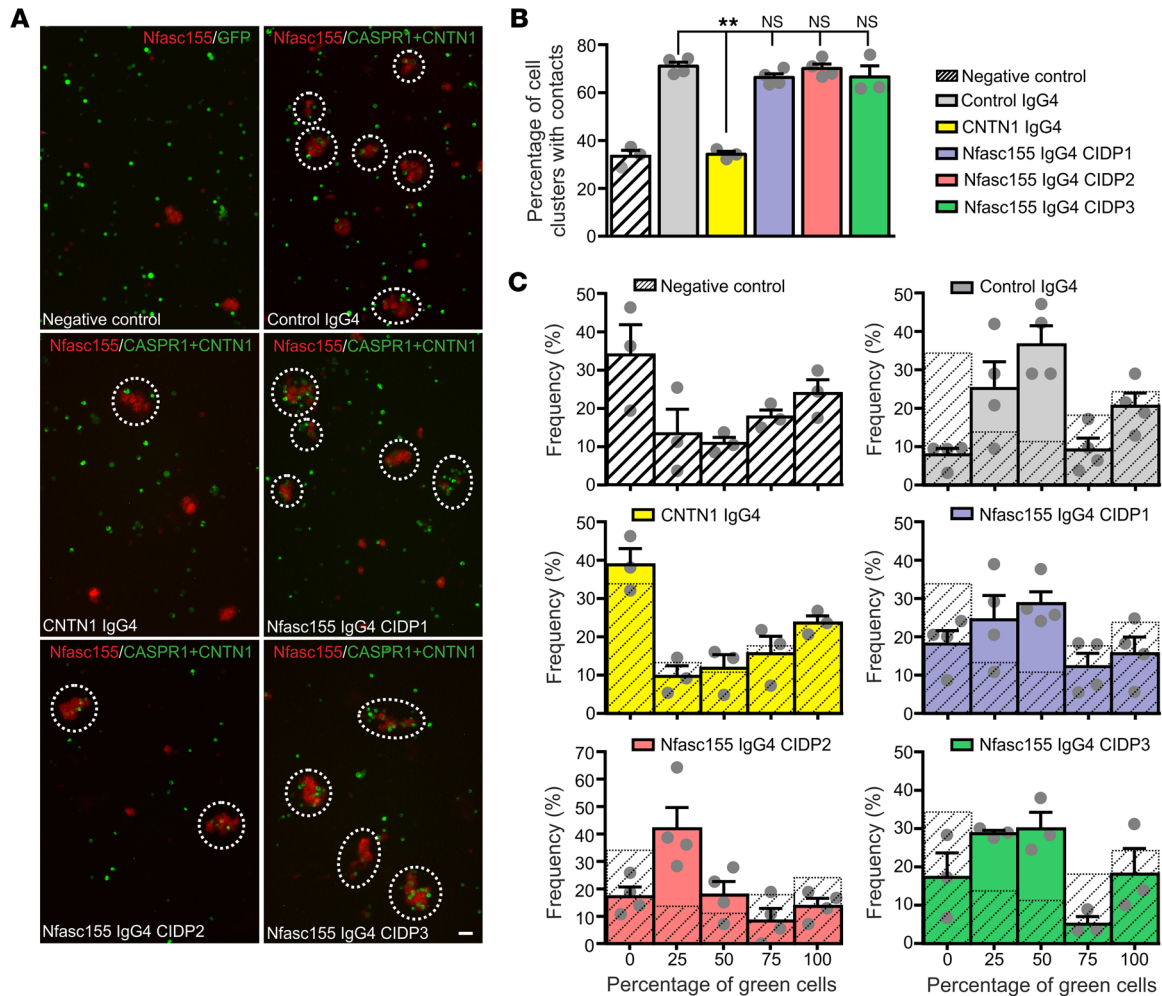 A
Nfasc155/GFP
Negative control
Nfasc155/CASPR1+CNTN1
Control IgG4
Nfasc155/CASPR1+CNTN1
CNTN1 IgG4
Nfasc155/CASPR1+CNTN1
Nfasc155 IgG4 CIDP1
Nfasc155/CASPR1+CNTN1
Nfasc155 IgG4 CIDP2
Nfasc155/CASPR1+CNTN1
Nfasc155 IgG4 CIDP3
B
** NS NS NS
Percentage of cell
clusters with contacts
80
60
40
20
0
Negative control
Control IgG4
CNTN1 IgG4
Nfasc155 IgG4 CIDP1
Nfasc155 IgG4 CIDP2
Nfasc155 IgG4 CIDP3
C
Negative control
Frequency (%)
50
40
30
20
10
0
Control IgG4
Frequency (%)
50
40
30
20
10
0
CNTN1 IgG4
Frequency (%)
50
40
30
20
10
0
Nfasc155 IgG4 CIDP1
Frequency (%)
50
40
30
20
10
0
Nfasc155 IgG4 CIDP2
Frequency (%)
70
60
50
40
30
20
10
0
0 25 50 75 100
Percentage of green cells
Nfasc155 IgG4 CIDP3
Frequency (%)
50
40
30
20
10
0
0 25 50 75 100
Percentage of green cells